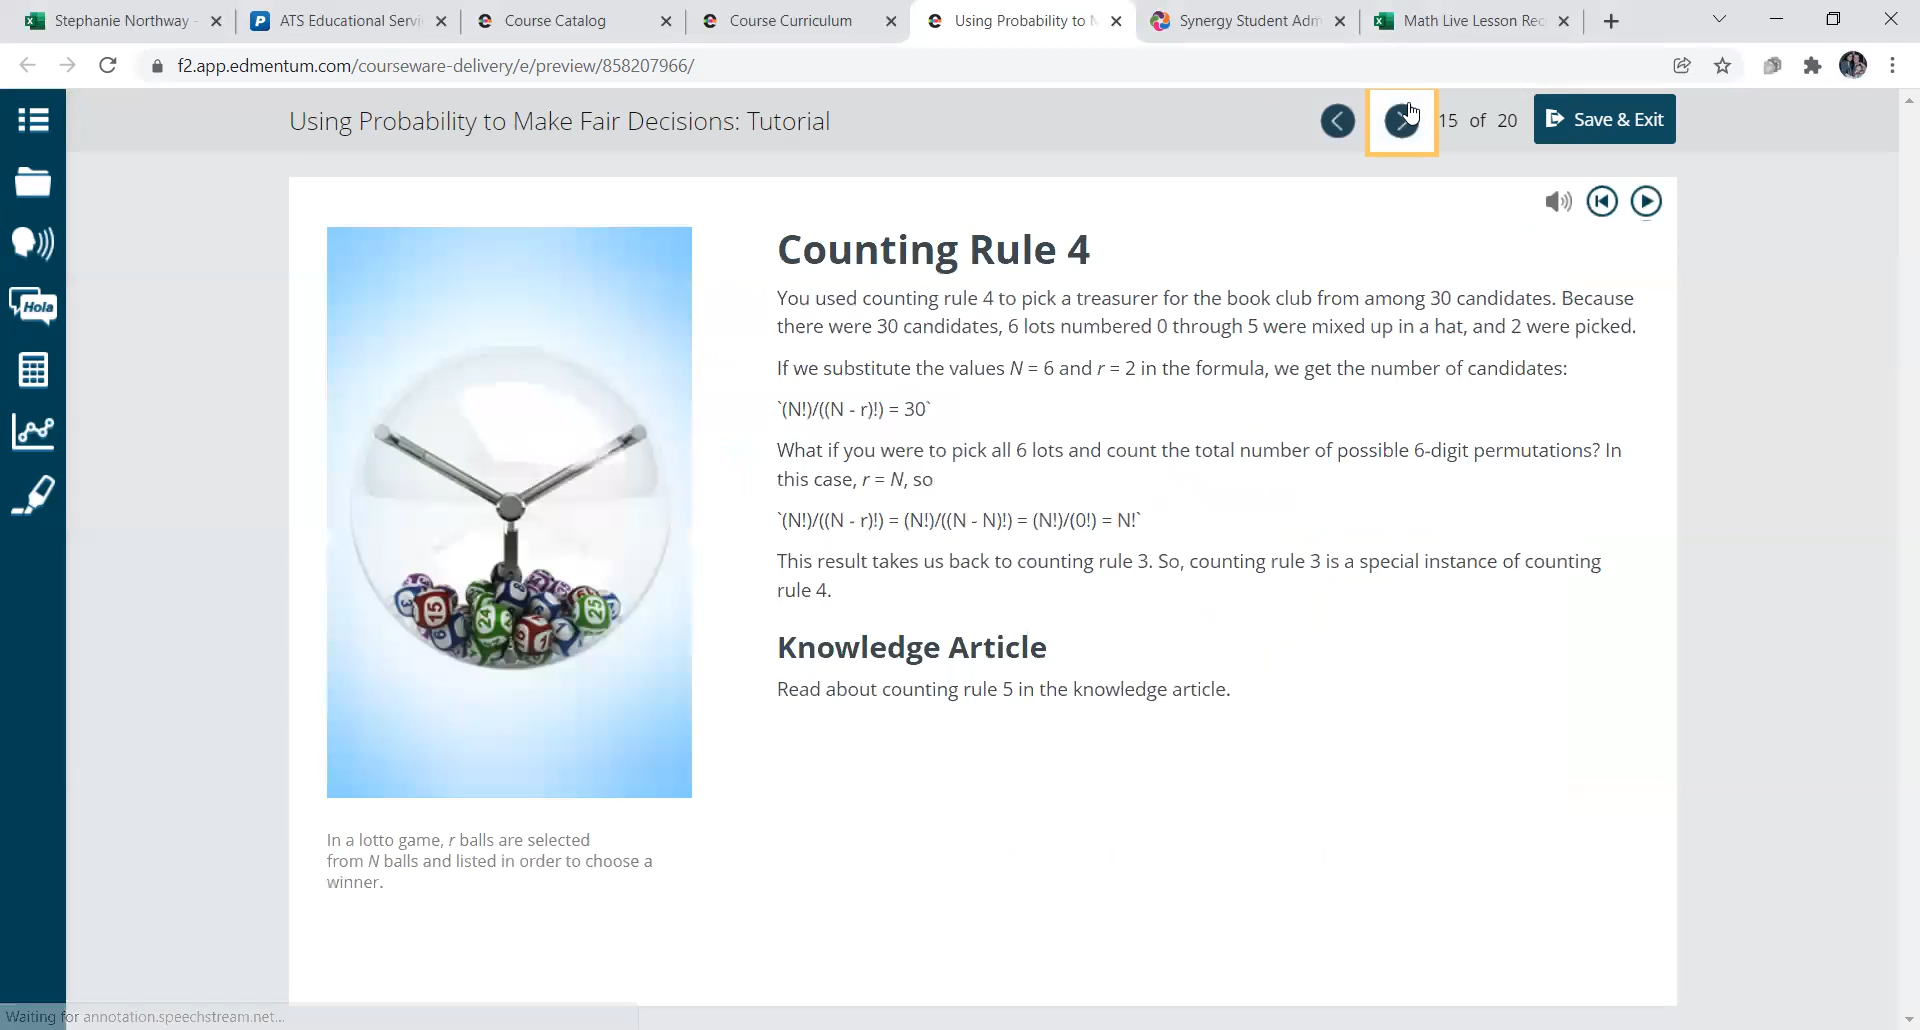 Stephanie Northway -
ATS Educational Servi
Course Catalog
Course Curriculum
Using Probability to M
Synergy Student Adm
Math Live Lesson Rec
f2.app.edmentum.com/courseware-delivery/e/preview/858207966/
Using Probability to Make Fair Decisions: Tutorial
15 of 20
Save & Exit
Hola
Counting Rule 4
You used counting rule 4 to pick a treasurer for the book club from among 30 candidates. Because
there were 30 candidates, 6 lots numbered 0 through 5 were mixed up in a hat, and 2 were picked.
If we substitute the values N = 6 and r = 2 in the formula, we get the number of candidates:
`(N!)/((N - r)!) = 30`
What if you were to pick all 6 lots and count the total number of possible 6-digit permutations? In
this case, r = N, so
`(N!)/((N - r)!) = (N!)/((N - N)!) = (N!)/(0!) = N!`
This result takes us back to counting rule 3. So, counting rule 3 is a special instance of counting
rule 4.
Knowledge Article
Read about counting rule 5 in the knowledge article.
15
24
25
In a lotto game, r balls are selected
from N balls and listed in order to choose a
winner.
Waiting for annotation.speechstream.net...